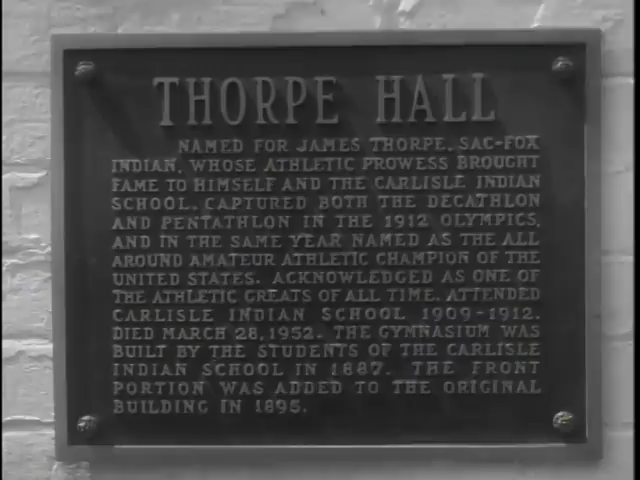 THORPE HALL
NAMED FOR JAMES THORPE, SAC-FOX
INDIAN, WHOSE ATHLETIC PROWESS BROUGHT
FAME TO HIMSELF AND THE CARLISLE INDIAN
SCHOOL. CAPTURED BOTH THE DECATHLON
AND PENTATHLON IN THE 1912 OLYMPICS,
AND IN THE SAME YEAR NAMED AS THE ALL
AROUND AMATEUR ATHLETIC CHAMPION OF THE
UNITED STATES. ACKNOWLEDGED AS ONE OF
THE ATHLETIC GREATS OF ALL TIME. ATTENDED
CARLISLE INDIAN SCHOOL 1909-1912.
DIED MARCH 28, 1952. THE GYMNASIUM WAS
BUILT BY THE STUDENTS OF THE CARLISLE
INDIAN SCHOOL IN 1887. THE FRONT
PORTION WAS ADDED TO THE ORIGINAL
BUILDING IN 1895.